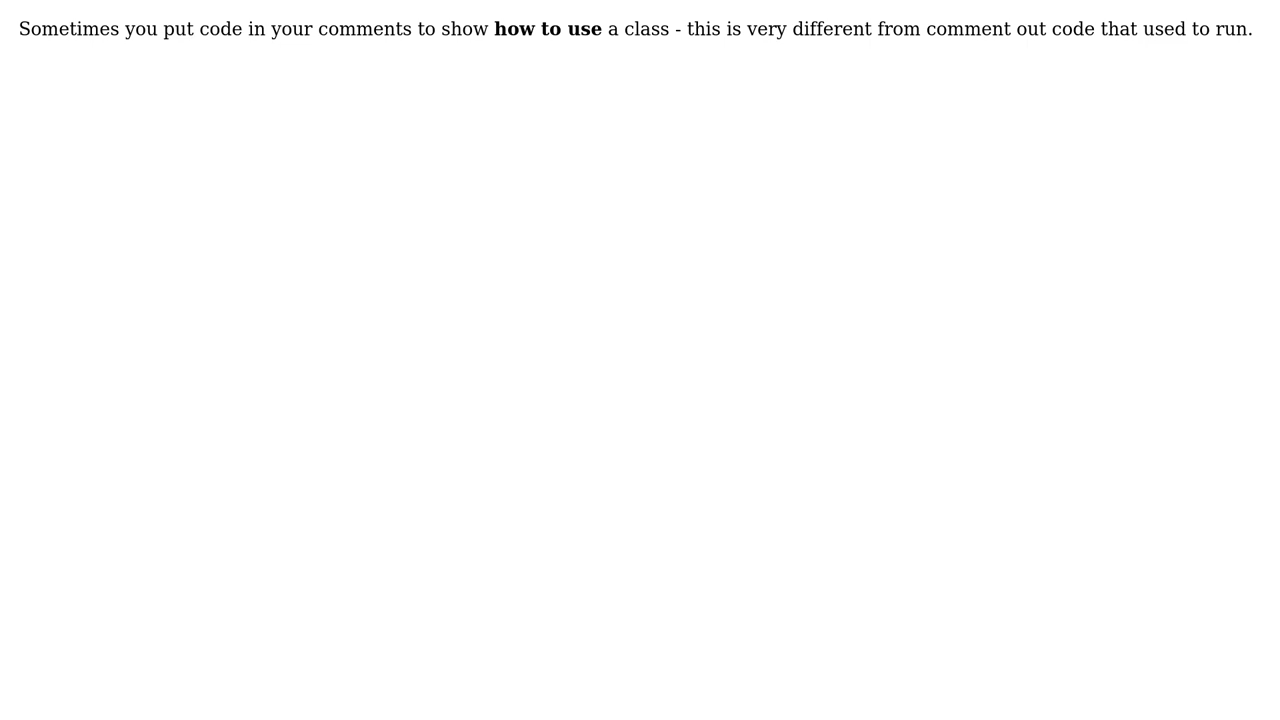 Sometimes you put code in your comments to show how to use a class - this is very different from comment out code that used to run.